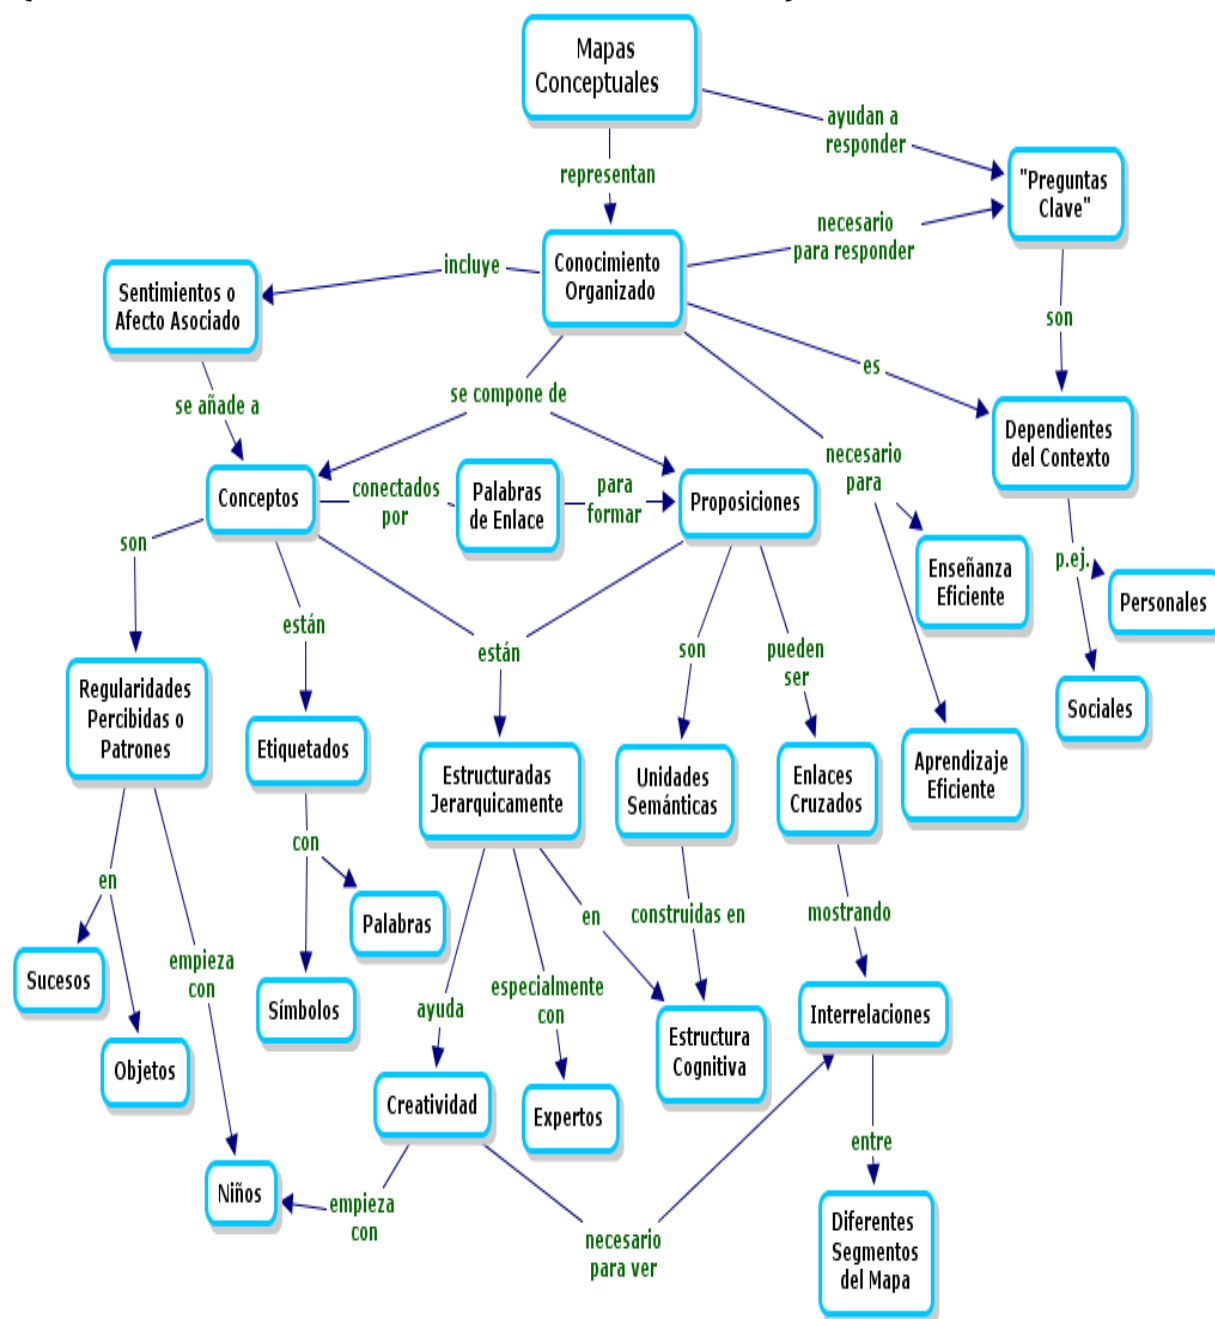 Mapas
Conceptuales
ayudan a
responder
representan
"Preguntas
Clave"
necesario
para responder
incluye
Conocimiento
Organizado
Sentimientos o
Afecto Asociado
son
es
se añade a
se compone de
Dependientes
del Contexto
necesario
para
Conceptos
conectados
por
Palabras
de Enlace
para
formar
Proposiciones
son
p.ej.
Enseñanza
Eficiente
Personales
están
están
son
pueden
ser
Regularidades
Percibidas o
Patrones
Sociales
Etiquetados
Estructuradas
Jerarquicamente
Unidades
Semánticas
Enlaces
Cruzados
Aprendizaje
Eficiente
con
en
Palabras
en
construidas en
mostrando
empieza
con
Sucesos
Símbolos
ayuda
especialmente
con
Estructura
Cognitiva
Interrelaciones
Objetos
Creatividad
Expertos
entre
Niños
empieza
con
necesario
para ver
Diferentes
Segmentos
del Mapa